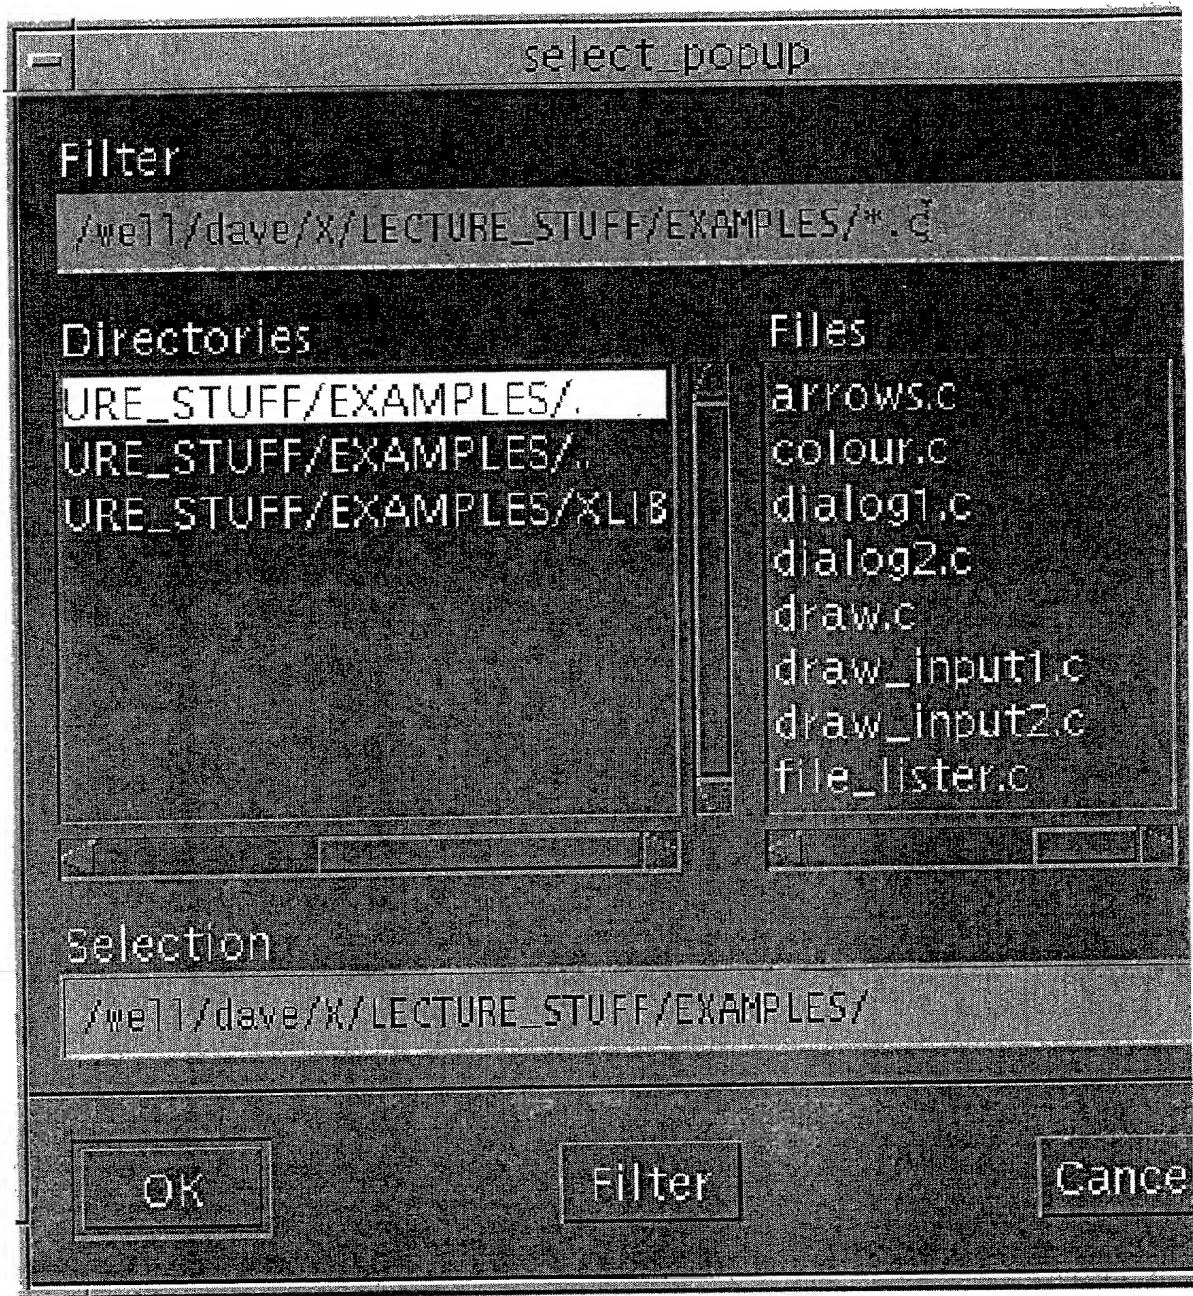 select_popup
Filter
/well/dave/X/LECTURE_STUFF/EXAMPLES/*.c
Directories
URE_STUFF/EXAMPLES/.
URE_STUFF/EXAMPLES/..
URE_STUFF/EXAMPLES/XLIB
Files
arrows.c
colour.c
dialog1.c
dialog2.c
draw.c
draw_input1.c
draw_input2.c
file_lister.c
Selection
/well/dave/X/LECTURE_STUFF/EXAMPLES/
OK
Filter
Cance